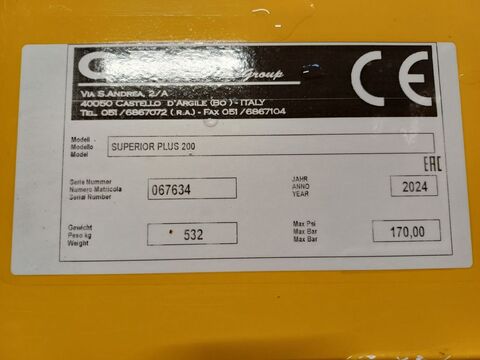 Group
CE
VIA S.ANDREA, 2/A
40050 CASTELLO D'ARGILE (BO) - ITALY
TEL. 051/6867072 (R.A.) - FAX 051/6867104
Modell
Modello
Model
SUPERIOR PLUS 200
EAC
Serie Nummer
Numero Matricola
Serial Number
067634
JAHR
ANNO
YEAR
2024
Gewicht
Peso kg
Weight
532
Max Psi
Max Bar
Max Bar
170,00